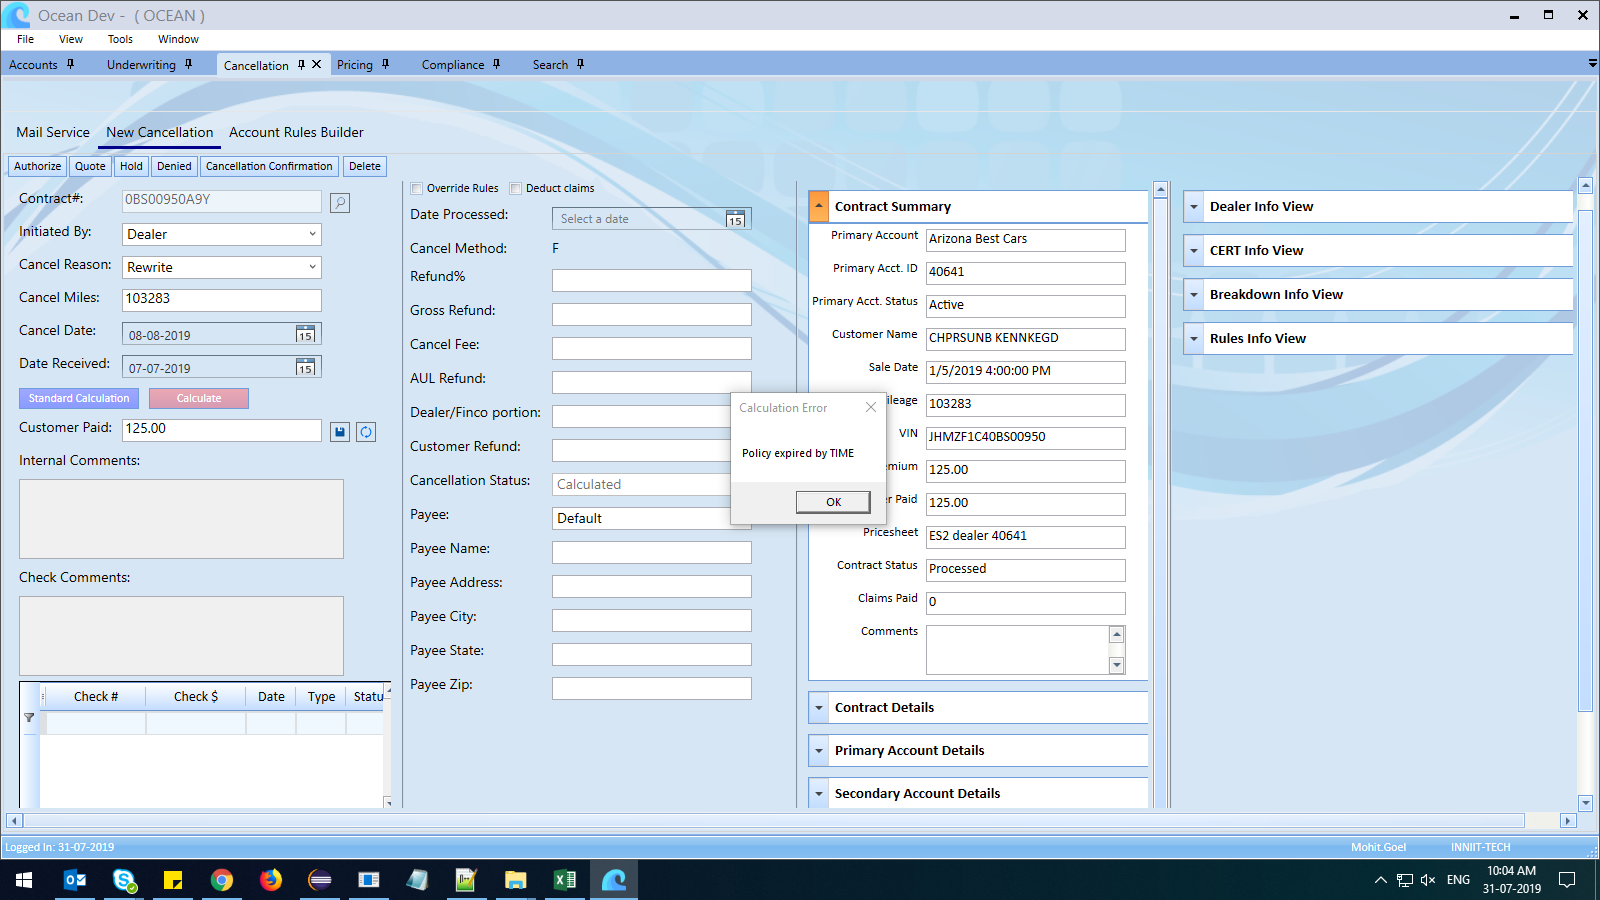 Ocean Dev - ( OCEAN )
File View Tools Window
Accounts Underwriting Cancellation Pricing Compliance Search
Mail Service New Cancellation Account Rules Builder
Authorize Quote Hold Denied Cancellation Confirmation Delete
Contract#: 0BS00950A9Y
Initiated By: Dealer
Cancel Reason: Rewrite
Cancel Miles: 103283
Cancel Date: 08-08-2019 15
Date Received: 07-07-2019 15
Standard Calculation Calculate
Customer Paid: 125.00
Internal Comments:
Check Comments:
Check # Check $ Date Type Statu
Override Rules Deduct claims
Date Processed: Select a date 15
Cancel Method: F
Refund%
Gross Refund:
Cancel Fee:
AUL Refund:
Dealer/Finco portion:
Customer Refund:
Cancellation Status: Calculated
Payee: Default
Payee Name:
Payee Address:
Payee City:
Payee State:
Payee Zip:
Calculation Error
Policy expired by TIME
OK
Contract Summary
Primary Account Arizona Best Cars
Primary Acct. ID 40641
Primary Acct. Status Active
Customer Name CHPRSUNB KENNKEGD
Sale Date 1/5/2019 4:00:00 PM
ileage 103283
VIN JHMZF1C40BS00950
emium 125.00
r Paid 125.00
Pricesheet ES2 dealer 40641
Contract Status Processed
Claims Paid 0
Comments
Contract Details
Primary Account Details
Secondary Account Details
Dealer Info View
CERT Info View
Breakdown Info View
Rules Info View
Logged In: 31-07-2019 Mohit.Goel INNIIT-TECH
ENG 10:04 AM
31-07-2019